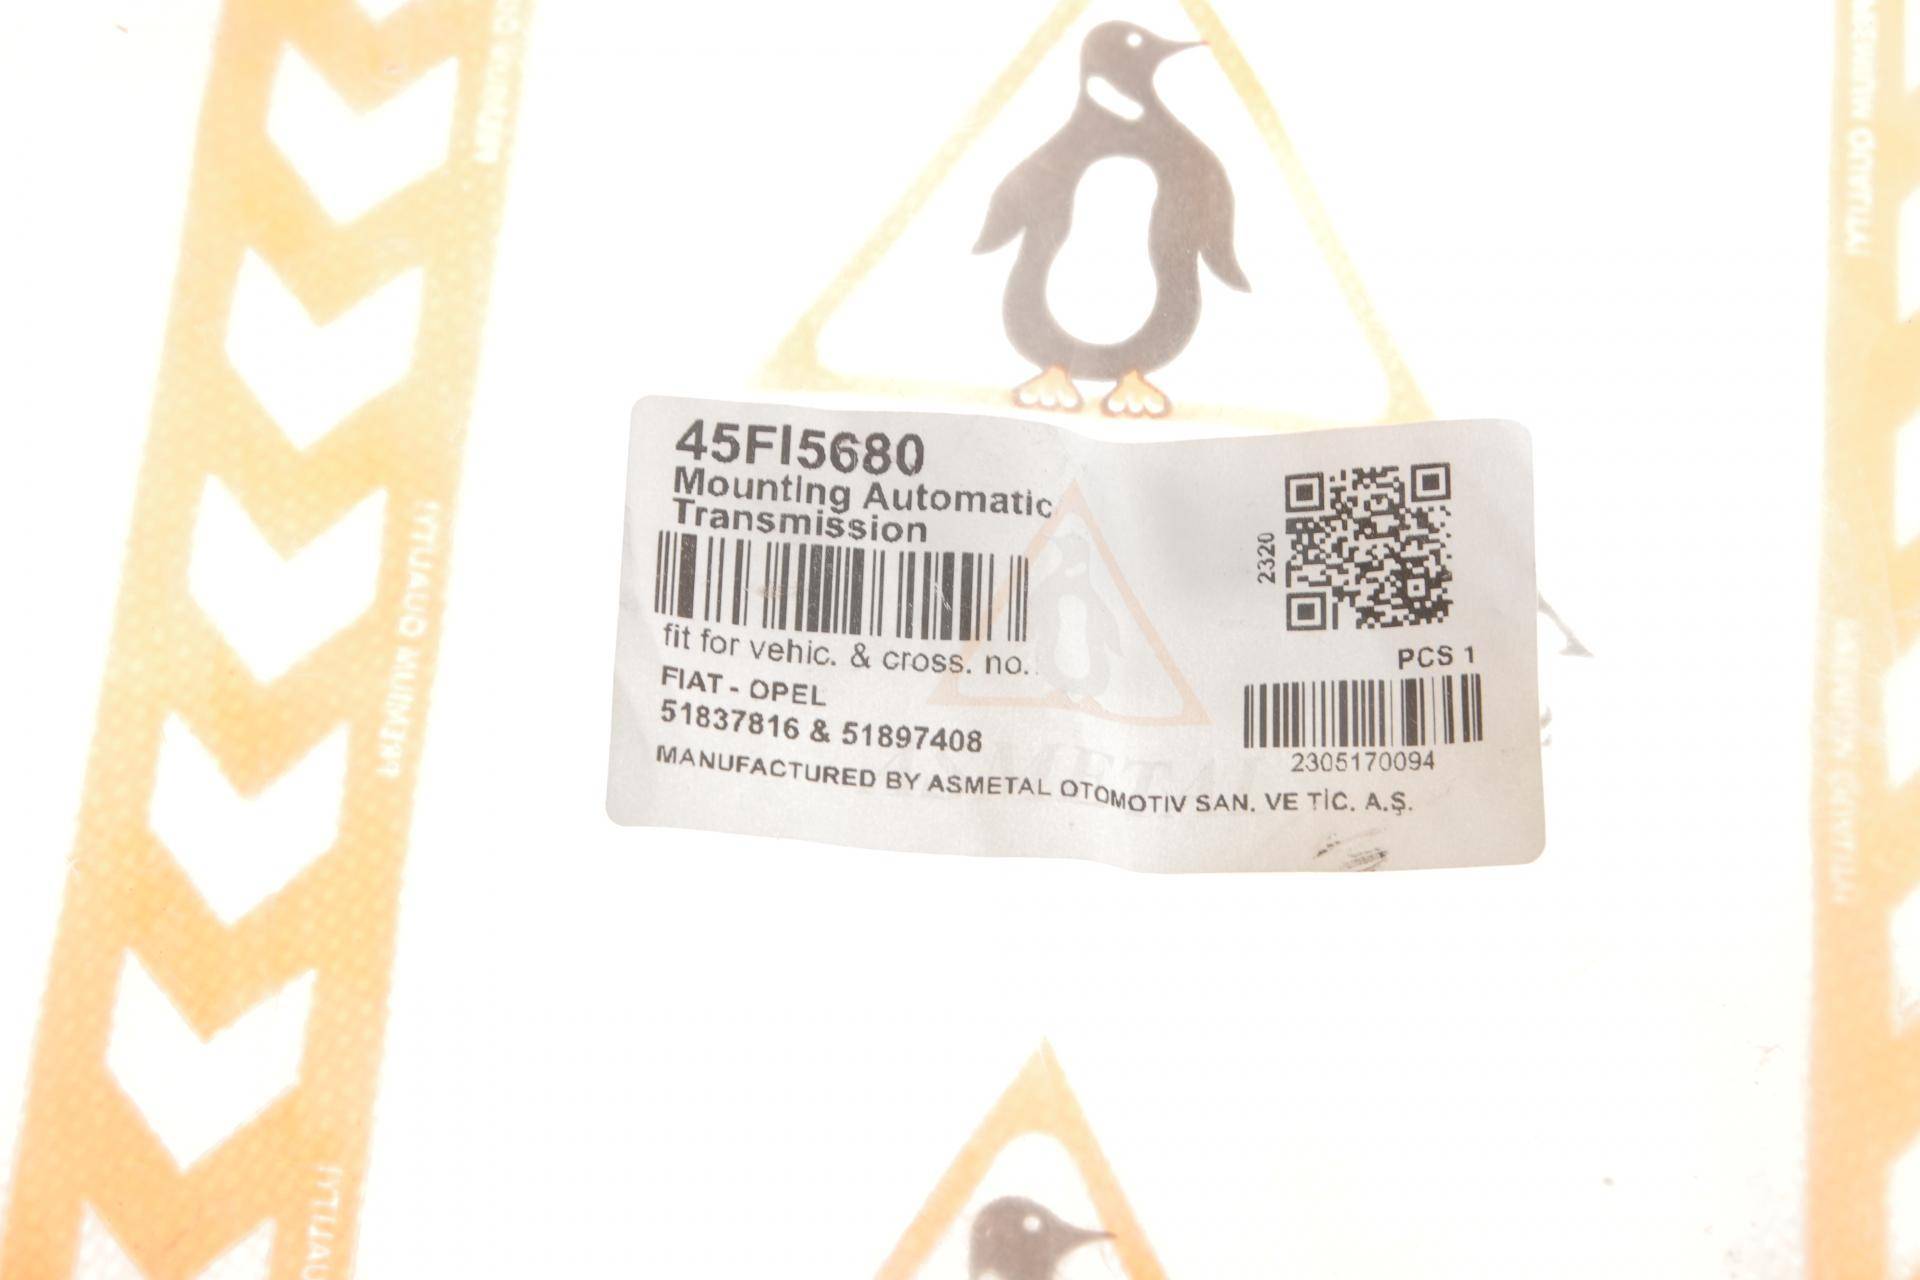 45FI5680
Mounting Automatic
Transmission
2320
fit for vehic. & cross. no.:
FIAT - OPEL
51837816 & 51897408
PCS 1
2305170094
MANUFACTURED BY ASMETAL OTOMOTIV SAN. VE TİC. A.Ş.
ASMETAL